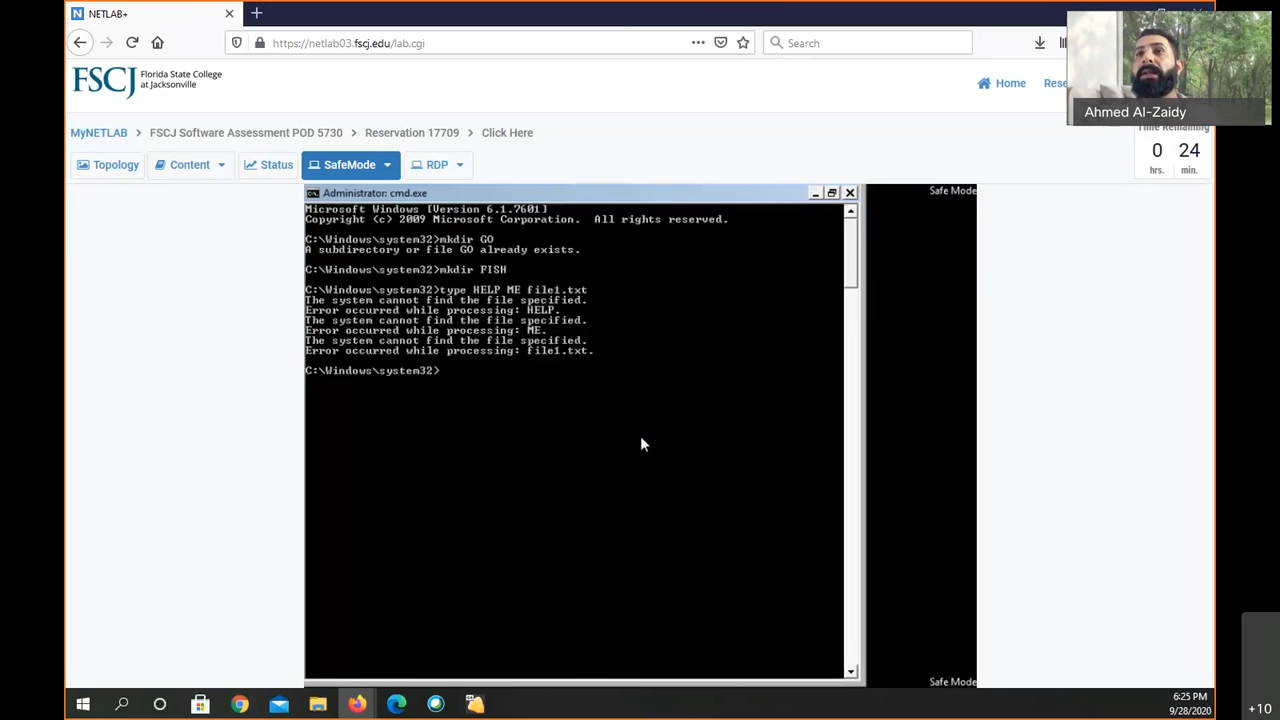 NETLAB+
https://netlab03.fscj.edu/lab.cgi
Search
FSCJ
Florida State College
at Jacksonville
Home
Rese
Ahmed Al-Zaidy
MyNETLAB
FSCJ Software Assessment POD 5730
Reservation 17709
Click Here
Time Remaining
0 24
hrs. min.
Topology
Content
Status
SafeMode
RDP
Administrator: cmd.exe
Safe Mode
Microsoft Windows [Version 6.1.7601]
Copyright (c) 2009 Microsoft Corporation. All rights reserved.
C:\Windows\system32>mkdir GO
A subdirectory or file GO already exists.
C:\Windows\system32>mkdir FISH
C:\Windows\system32>type HELP ME file1.txt
The system cannot find the file specified.
Error occurred while processing: HELP.
The system cannot find the file specified.
Error occurred while processing: ME.
The system cannot find the file specified.
Error occurred while processing: file1.txt.
C:\Windows\system32>
Safe Mode
6:25 PM
9/28/2020
+10